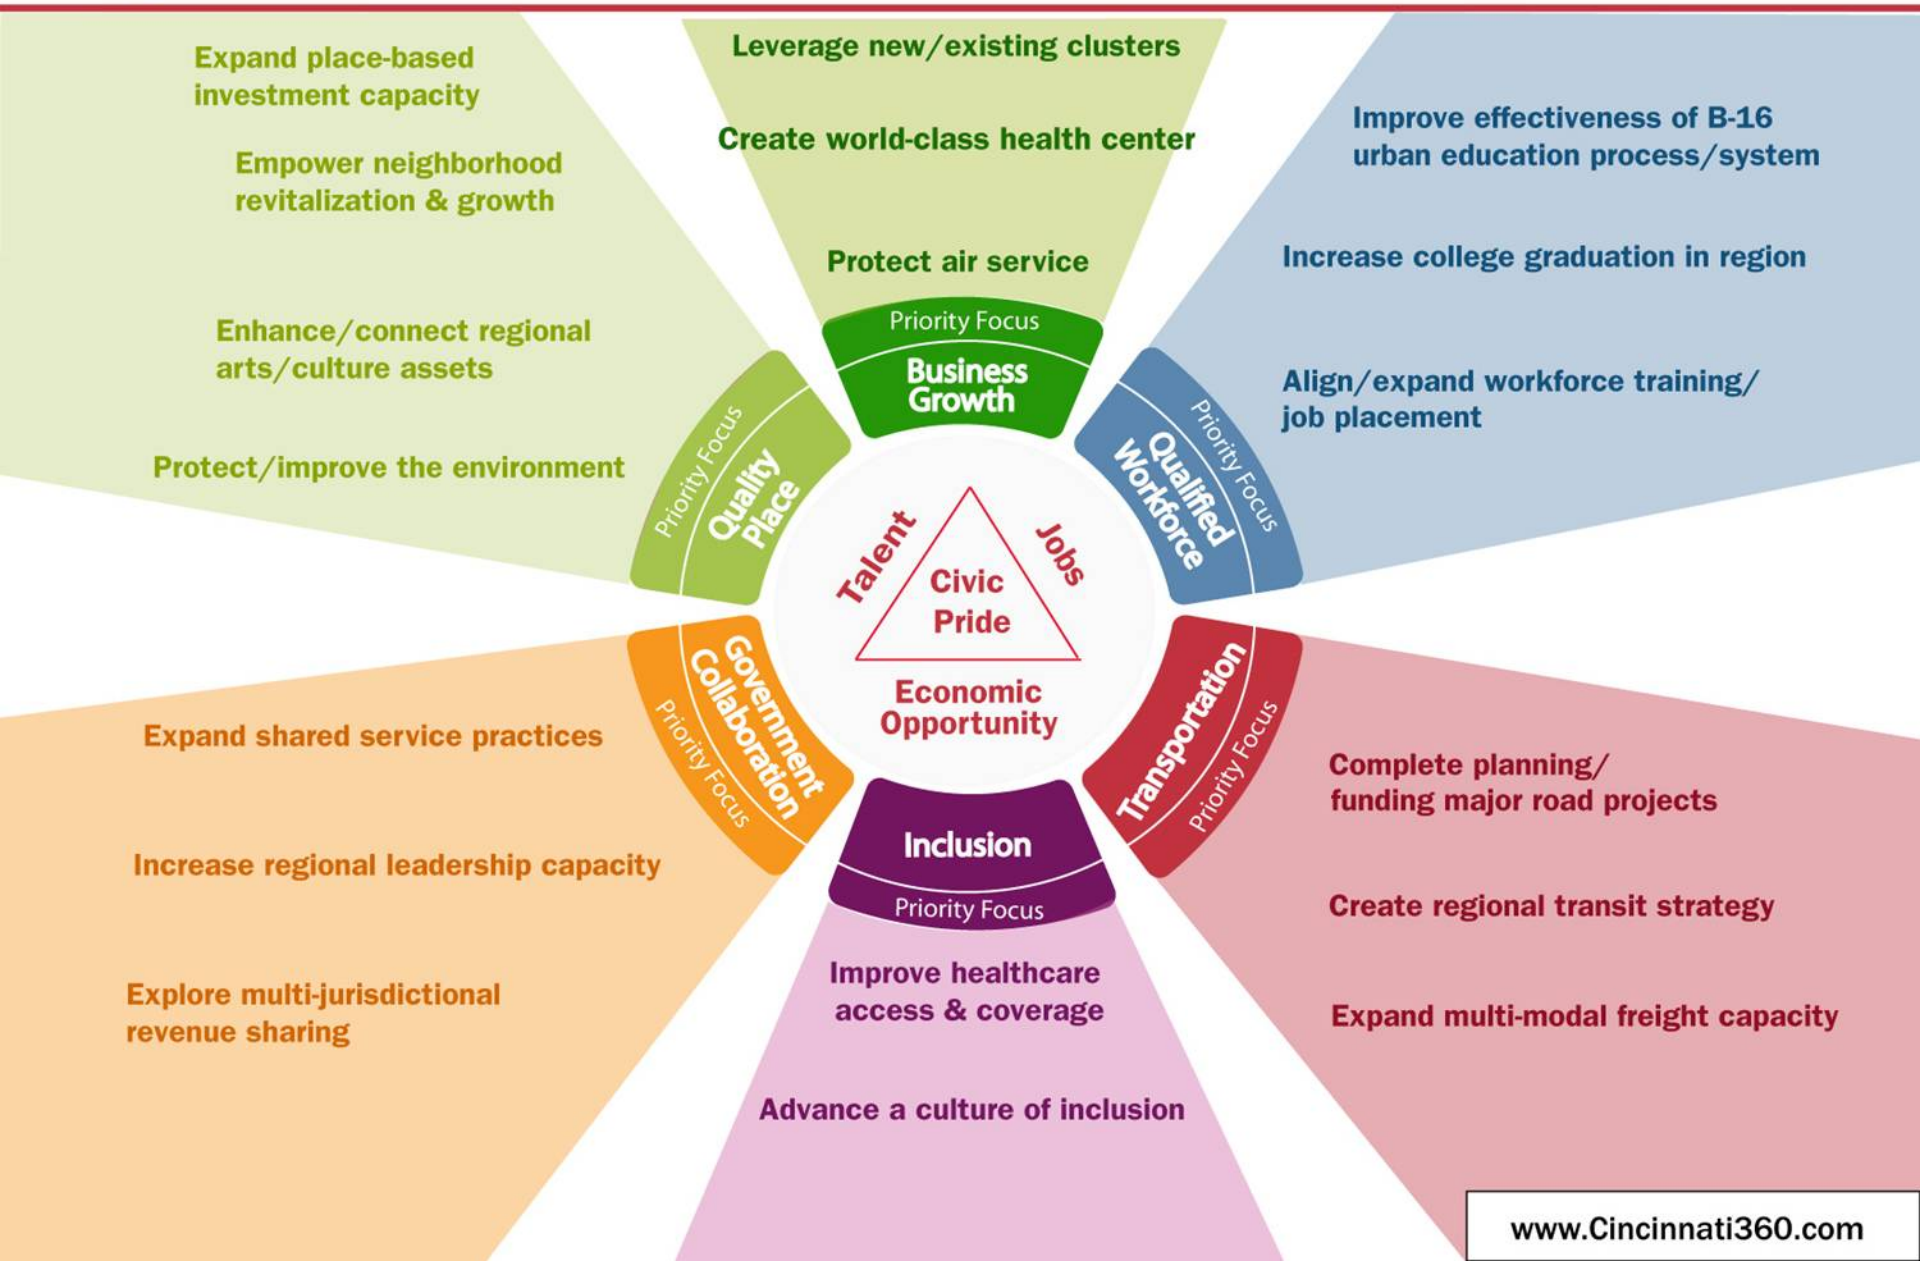 Expand place-based
investment capacity
Empower neighborhood
revitalization & growth
Enhance/connect regional
arts/culture assets
Protect/improve the environment
Priority Focus
Quality
Place
Leverage new/existing clusters
Create world-class health center
Protect air service
Priority Focus
Business
Growth
Improve effectiveness of B-16
urban education process/system
Increase college graduation in region
Align/expand workforce training/
job placement
Priority Focus
Qualified
Workforce
Talent
Jobs
Civic
Pride
Economic
Opportunity
Government
Collaboration
Priority Focus
Expand shared service practices
Increase regional leadership capacity
Explore multi-jurisdictional
revenue sharing
Inclusion
Priority Focus
Improve healthcare
access & coverage
Advance a culture of inclusion
Transportation
Priority Focus
Complete planning/
funding major road projects
Create regional transit strategy
Expand multi-modal freight capacity
www.Cincinnati360.com